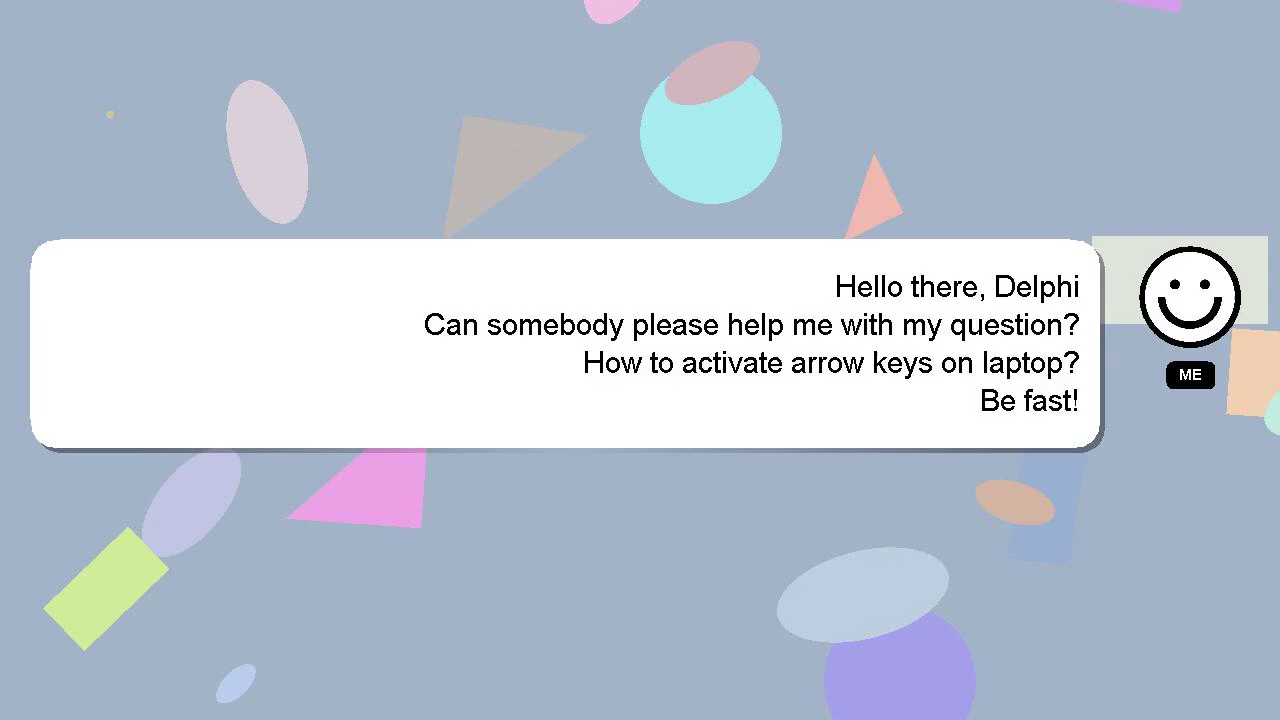 Hello there, Delphi
Can somebody please help me with my question?
How to activate arrow keys on laptop?
Be fast!
ME